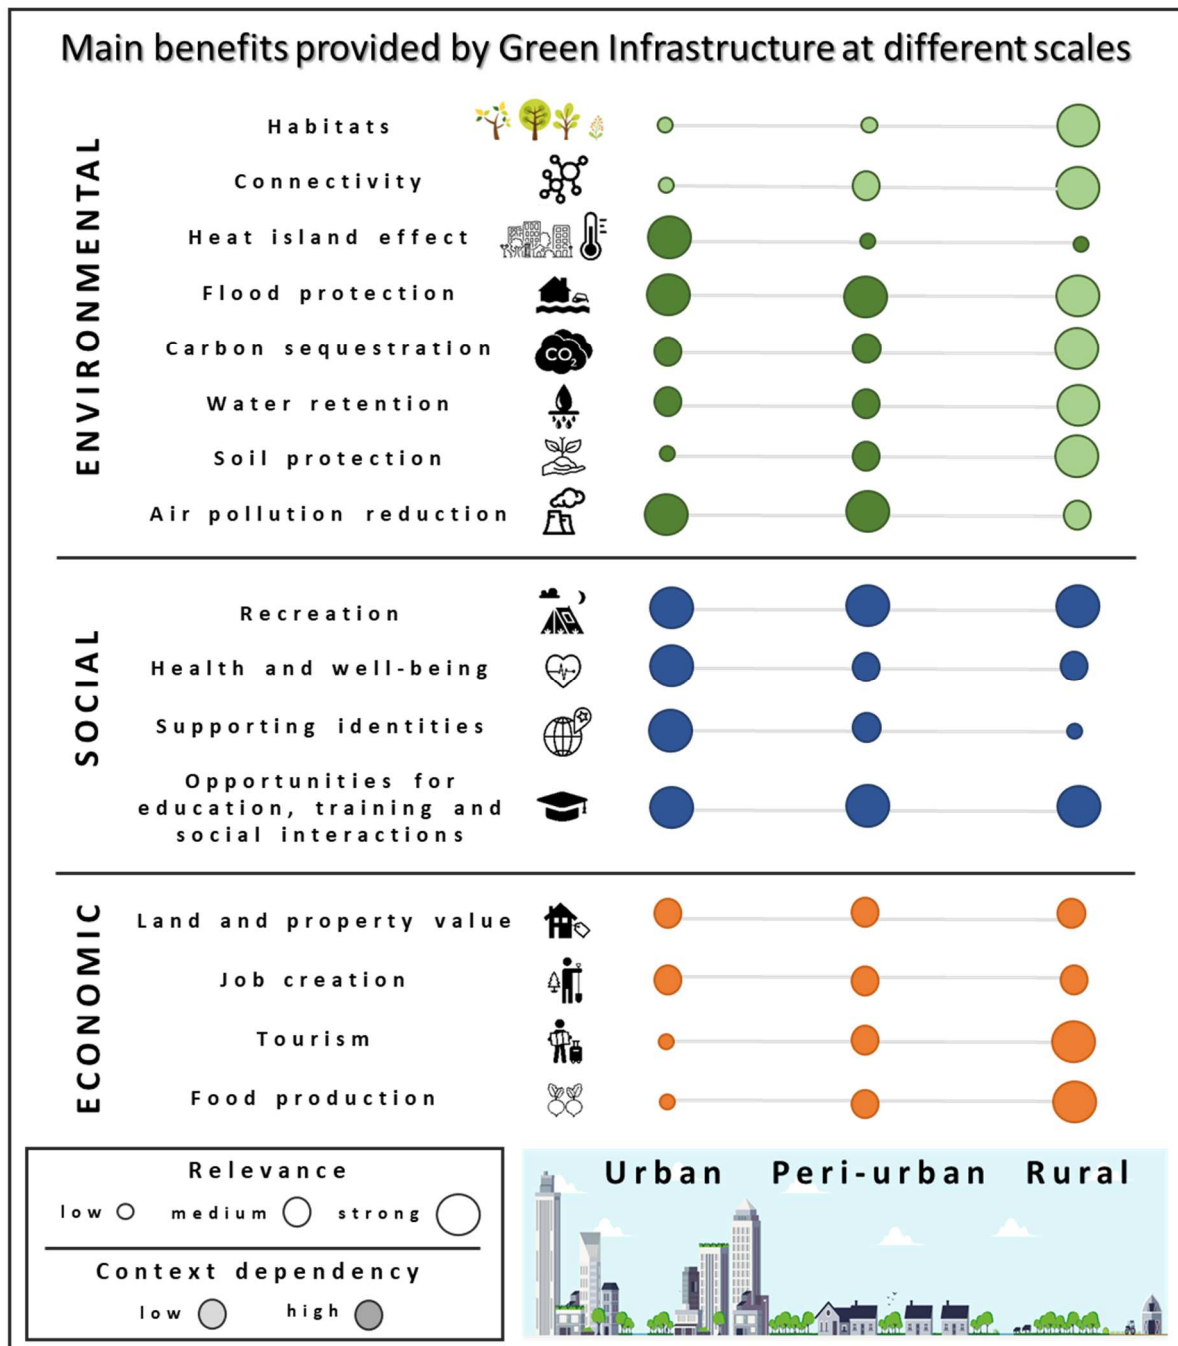 Main benefits provided by Green Infrastructure at different scales
ENVIRONMENTAL
Habitats
Connectivity
Heat island effect
Flood protection
Carbon sequestration
CO2
Water retention
Soil protection
Air pollution reduction
SOCIAL
Recreation
Health and well-being
Supporting identities
Opportunities for
education, training and
social interactions
ECONOMIC
Land and property value
Job creation
Tourism
Food production
Relevance
low medium strong
Context dependency
low high
Urban Peri-urban Rural